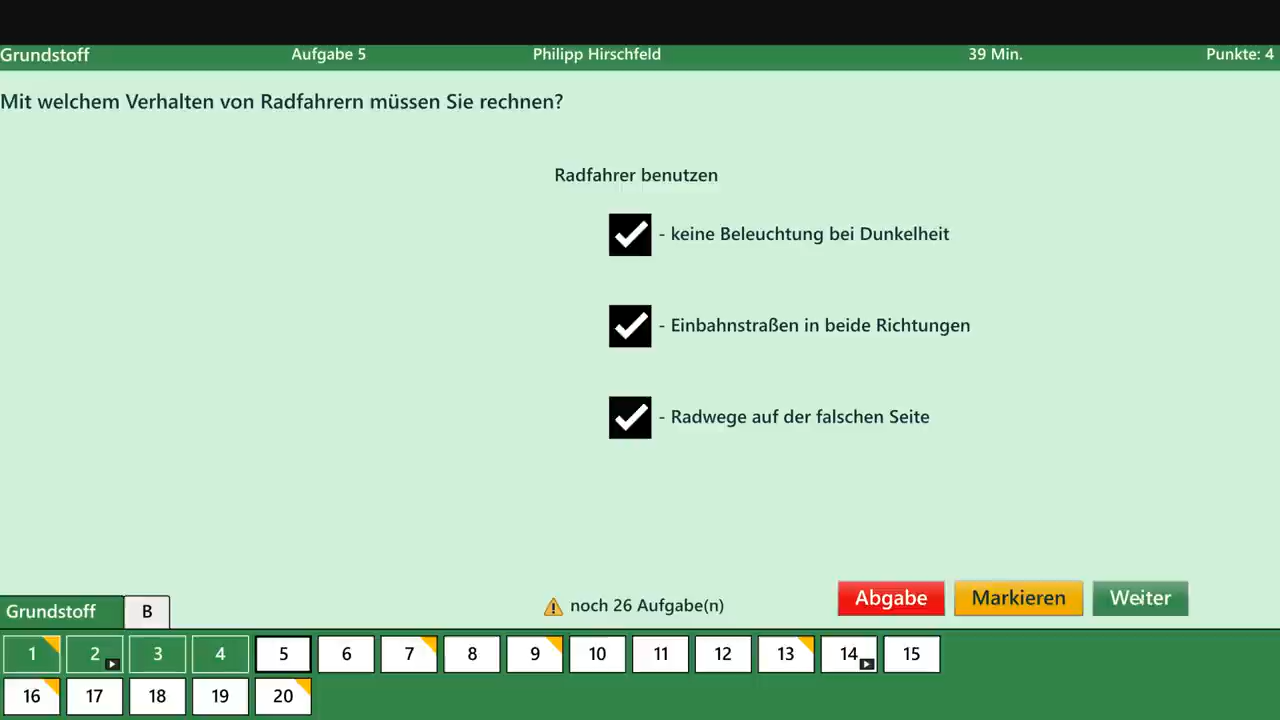 Grundstoff Aufgabe 5 Philipp Hirschfeld 39 Min. Punkte: 4
Mit welchem Verhalten von Radfahrern müssen Sie rechnen?
Radfahrer benutzen
- keine Beleuchtung bei Dunkelheit
- Einbahnstraßen in beide Richtungen
- Radwege auf der falschen Seite
Grundstoff B noch 26 Aufgabe(n) Abgabe Markieren Weiter
1 2 3 4 5 6 7 8 9 10 11 12 13 14 15
16 17 18 19 20